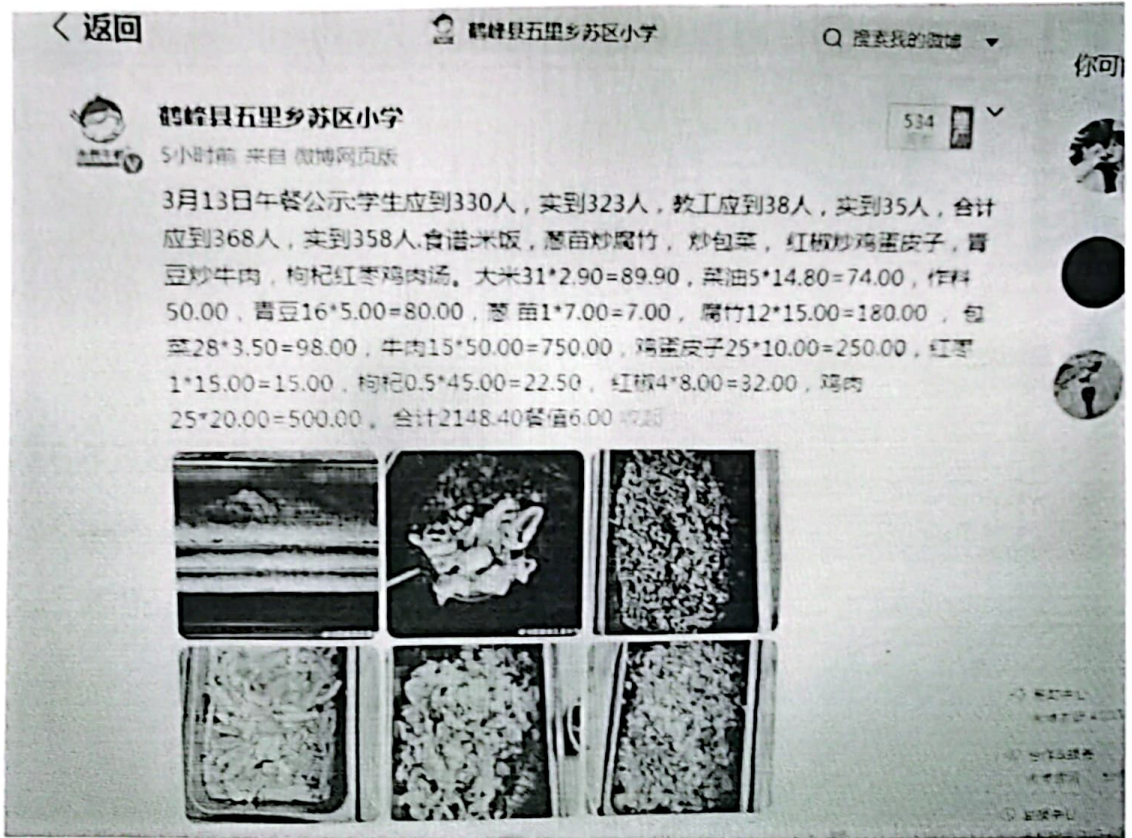 返回
鹤峰县五里乡苏区小学
搜索我的微博
你可
鹤峰县五里乡苏区小学
534
5小时前 来自 微博网页版
3月13日午餐公示:学生应到330人，实到323人，教工应到38人，实到35人，合计
应到368人，实到358人.食谱:米饭，葱苗炒腐竹， 炒包菜， 红椒炒鸡蛋皮子，青
豆炒牛肉，枸杞红枣鸡肉汤。大米31*2.90=89.90，菜油5*14.80=74.00，作料
50.00，青豆16*5.00=80.00，葱 苗1*7.00=7.00， 腐竹12*15.00=180.00 ， 包
菜28*3.50=98.00，牛肉15*50.00=750.00，鸡蛋皮子25*10.00=250.00，红枣
1*15.00=15.00，枸杞0.5*45.00=22.50， 红椒4*8.00=32.00，鸡肉
25*20.00=500.00， 合计2148.40餐值6.00 收起